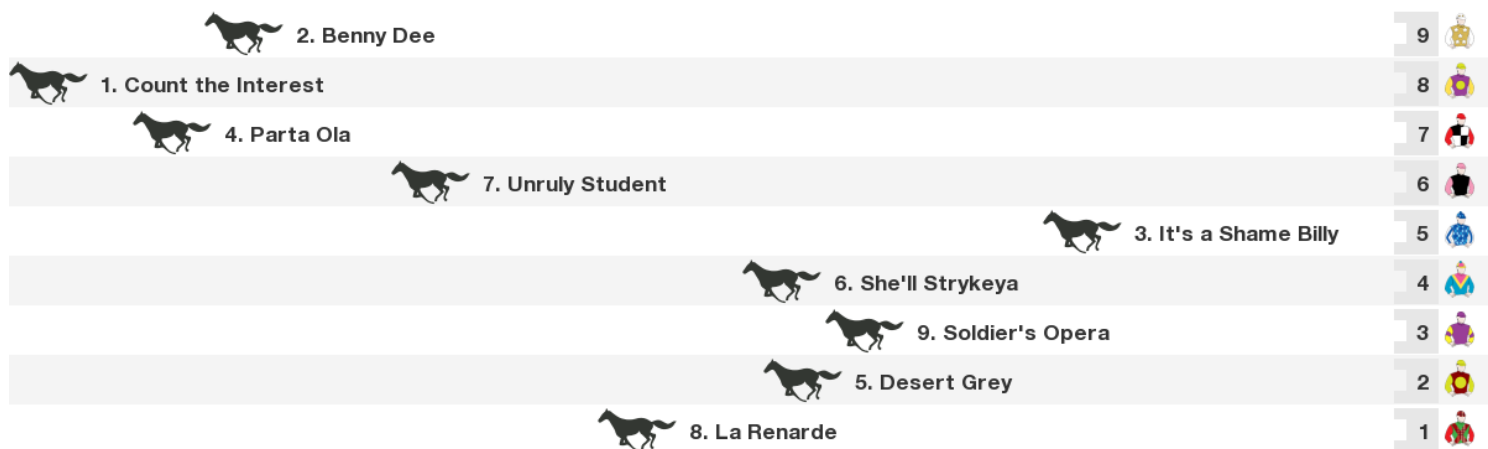 2. Benny Dee 9
1. Count the Interest 8
4. Parta Ola 7
7. Unruly Student 6
3. It's a Shame Billy 5
6. She'll Strykeya 4
9. Soldier's Opera 3
5. Desert Grey 2
8. La Renarde 1